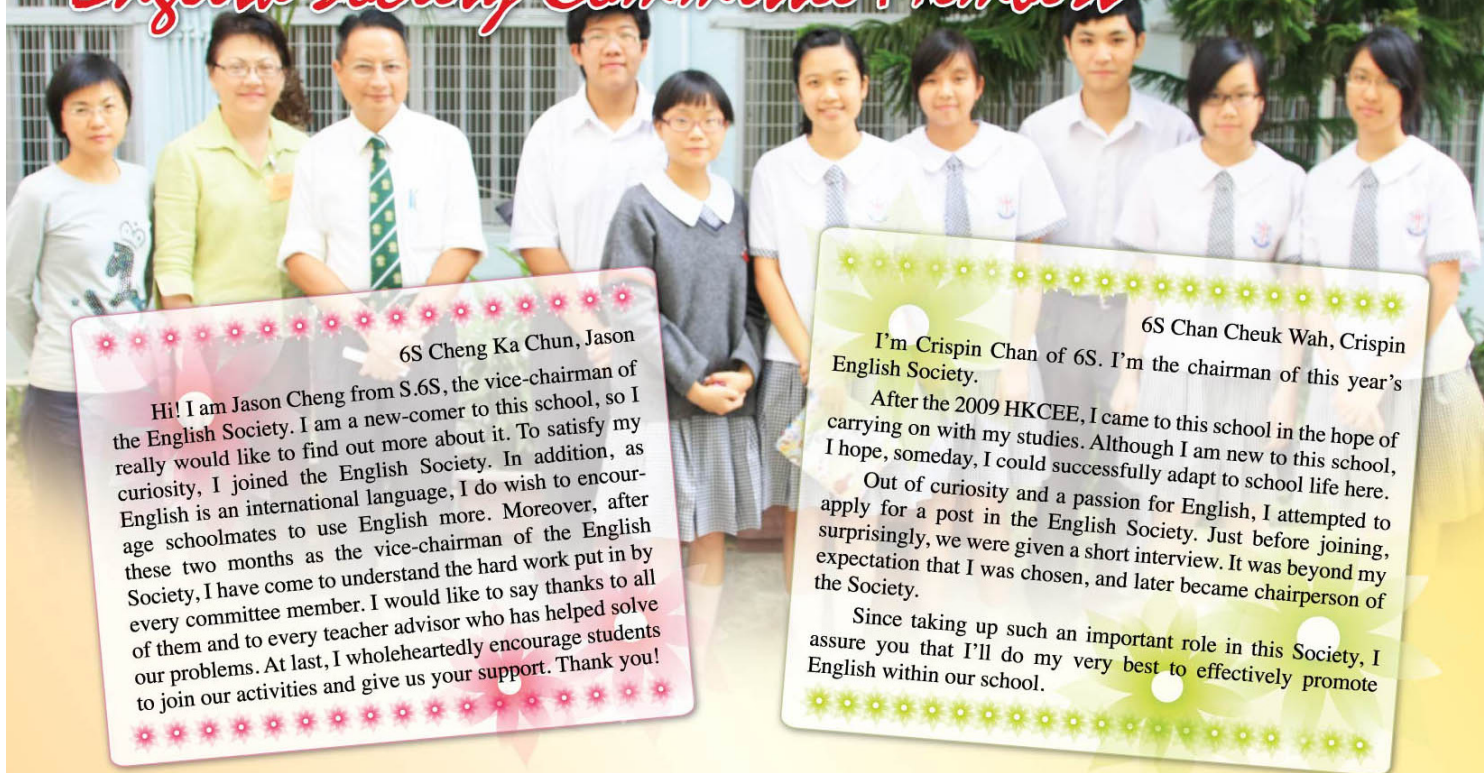 English Society Committee Members
6S Cheng Ka Chun, Jason
Hi! I am Jason Cheng from S.6S, the vice-chairman of
the English Society. I am a new-comer to this school, so I
really would like to find out more about it. To satisfy my
curiosity, I joined the English Society. In addition, as
English is an international language, I do wish to encour-
age schoolmates to use English more. Moreover, after
these two months as the vice-chairman of the English
Society, I have come to understand the hard work put in by
every committee member. I would like to say thanks to all
of them and to every teacher advisor who has helped solve
our problems. At last, I wholeheartedly encourage students
to join our activities and give us your support. Thank you!
6S Chan Cheuk Wah, Crispin
I'm Crispin Chan of 6S. I'm the chairman of this year's
English Society.
After the 2009 HKCEE, I came to this school in the hope of
carrying on with my studies. Although I am new to this school,
I hope, someday, I could successfully adapt to school life here.
Out of curiosity and a passion for English, I attempted to
apply for a post in the English Society. Just before joining,
surprisingly, we were given a short interview. It was beyond my
expectation that I was chosen, and later became chairperson of
the Society.
Since taking up such an important role in this Society, I
assure you that I'll do my very best to effectively promote
English within our school.